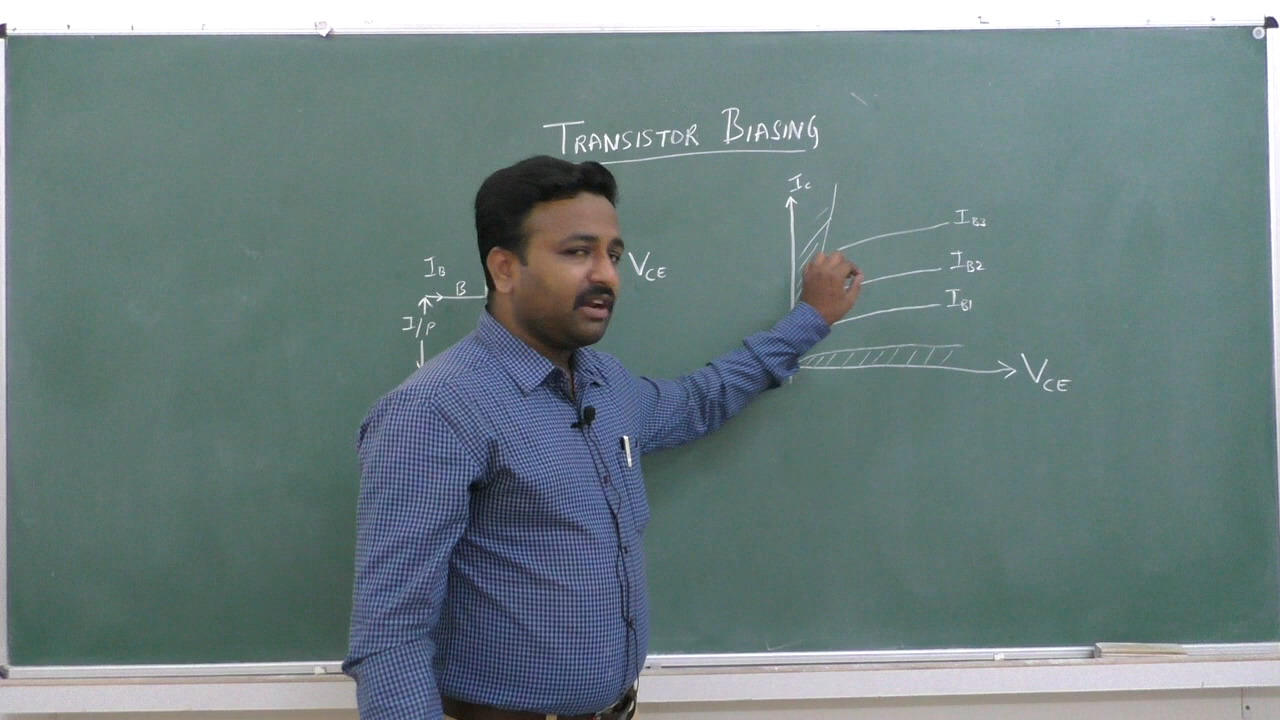 TRANSISTOR BIASING
IB
B
I/P
VCE
IC
IB3
IB2
IB1
VCE